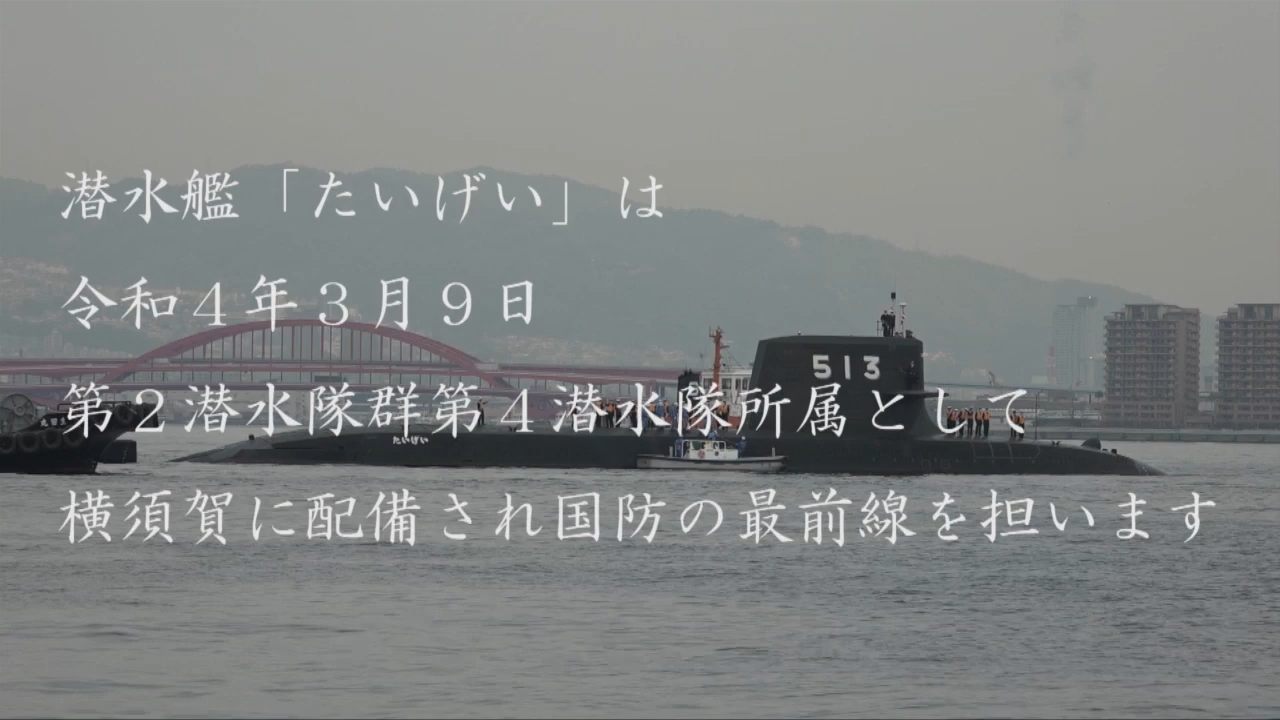 潜水艦「たいげい」は
令和４年３月９日
513
第２潜水隊群第４潜水隊所属として
たいげい
横須賀に配備され国防の最前線を担います